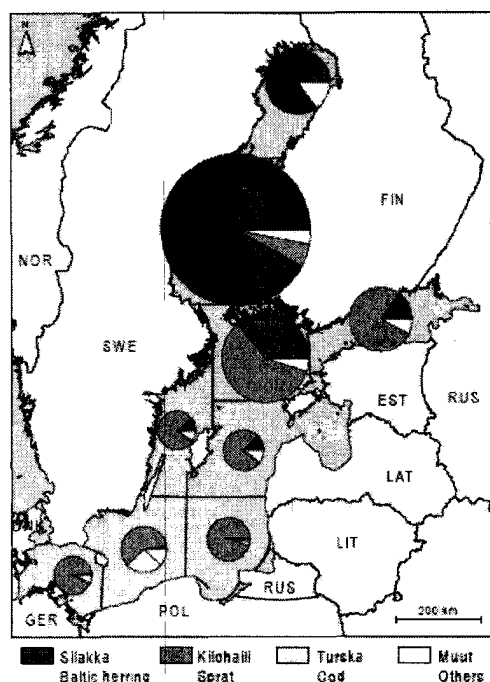 N
FIN
NOR
SWE
EST
RUS
LAT
LIT
RUS
GER
POL
200 km
Silakka Kilohaili Turska Muut
Baltic herring Sprat Cod Others